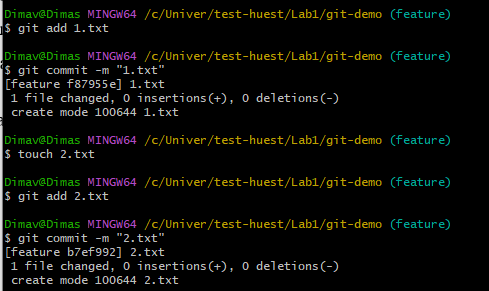 Dimav@Dimas MINGW64 /c/Univer/test-huest/Lab1/git-demo (feature)
$ git add 1.txt
Dimav@Dimas MINGW64 /c/Univer/test-huest/Lab1/git-demo (feature)
$ git commit -m "1.txt"
[feature f87955e] 1.txt
 1 file changed, 0 insertions(+), 0 deletions(-)
 create mode 100644 1.txt
Dimav@Dimas MINGW64 /c/Univer/test-huest/Lab1/git-demo (feature)
$ touch 2.txt
Dimav@Dimas MINGW64 /c/Univer/test-huest/Lab1/git-demo (feature)
$ git add 2.txt
Dimav@Dimas MINGW64 /c/Univer/test-huest/Lab1/git-demo (feature)
$ git commit -m "2.txt"
[feature b7ef992] 2.txt
 1 file changed, 0 insertions(+), 0 deletions(-)
 create mode 100644 2.txt